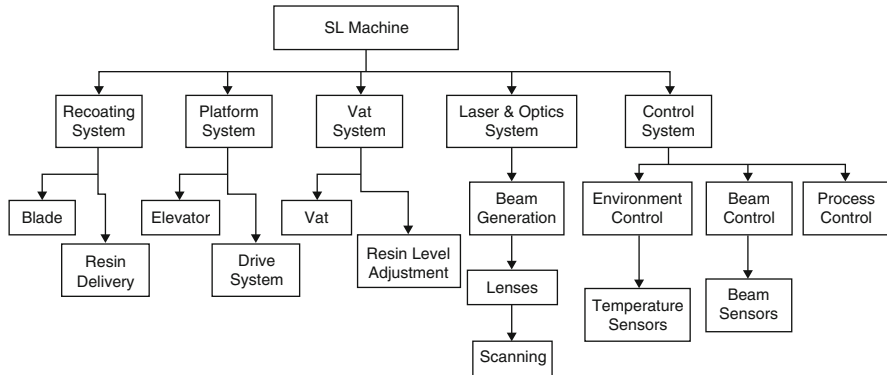 SL Machine
Recoating
System
Platform
System
Vat
System
Laser & Optics
System
Control
System
Blade
Resin
Delivery
Elevator
Drive
System
Vat
Resin Level
Adjustment
Beam
Generation
Lenses
Scanning
Environment
Control
Temperature
Sensors
Beam
Control
Beam
Sensors
Process
Control